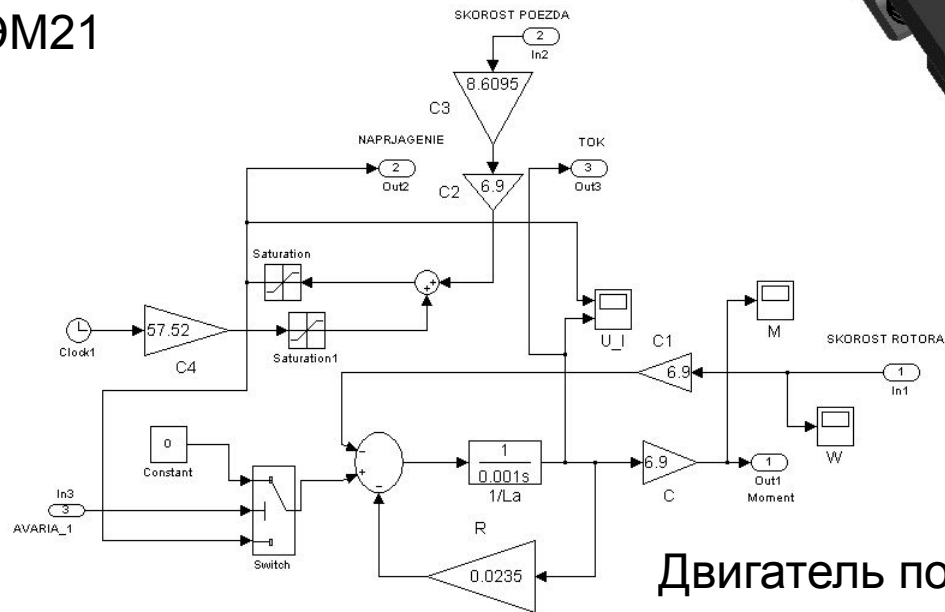 ЭМ21
SKOROST POEZDA
2
In2
8.6095
C3
NAPRJAGENIE
TOK
2
Out2
3
Out3
C2
6.9
Saturation
Clock1
57.52
C4
Saturation1
U_I
M
C1
6.9
SKOROST ROTORA
1
In1
W
0
Constant
In3
3
AVARIA_1
Switch
1
0.001s
1/La
6.9
C
1
Out1
Moment
R
0.0235
Двигатель по